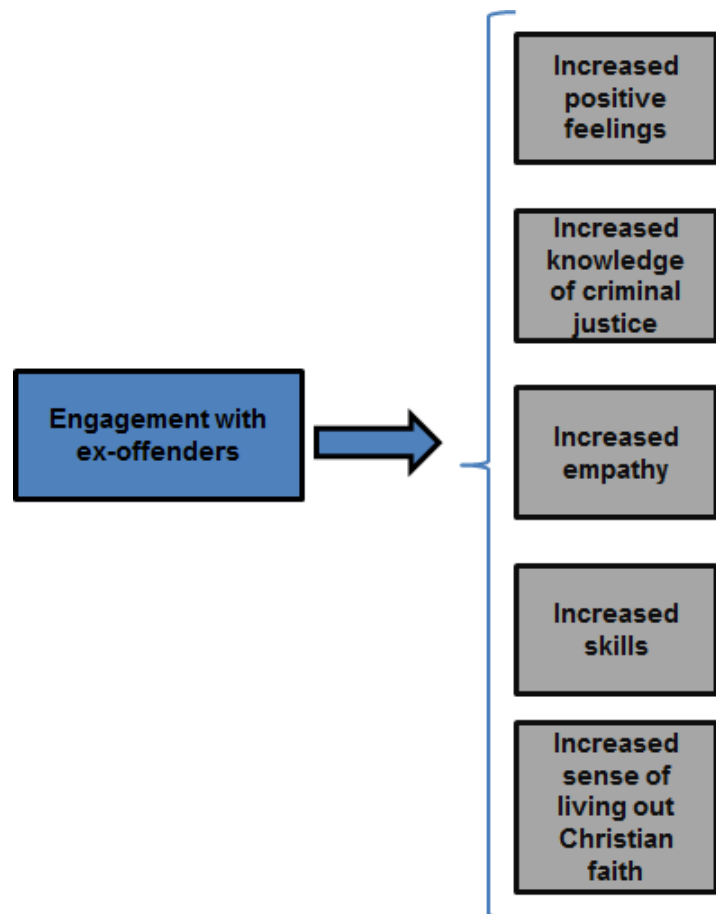 Increased
positive
feelings
Increased
knowledge
of criminal
justice
Engagement with
ex-offenders
Increased
empathy
Increased
skills
Increased
sense of
living out
Christian
faith